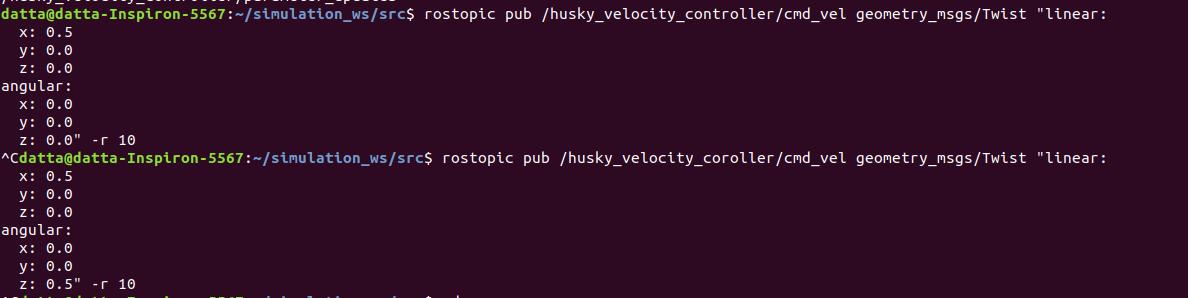 datta@datta-Inspiron-5567:~/simulation_ws/src$ rostopic pub /husky_velocity_controller/cmd_vel geometry_msgs/Twist "linear:
  x: 0.5
  y: 0.0
  z: 0.0
angular:
  x: 0.0
  y: 0.0
  z: 0.0" -r 10
^Cdatta@datta-Inspiron-5567:~/simulation_ws/src$ rostopic pub /husky_velocity_coroller/cmd_vel geometry_msgs/Twist "linear:
  x: 0.5
  y: 0.0
  z: 0.0
angular:
  x: 0.0
  y: 0.0
  z: 0.5" -r 10